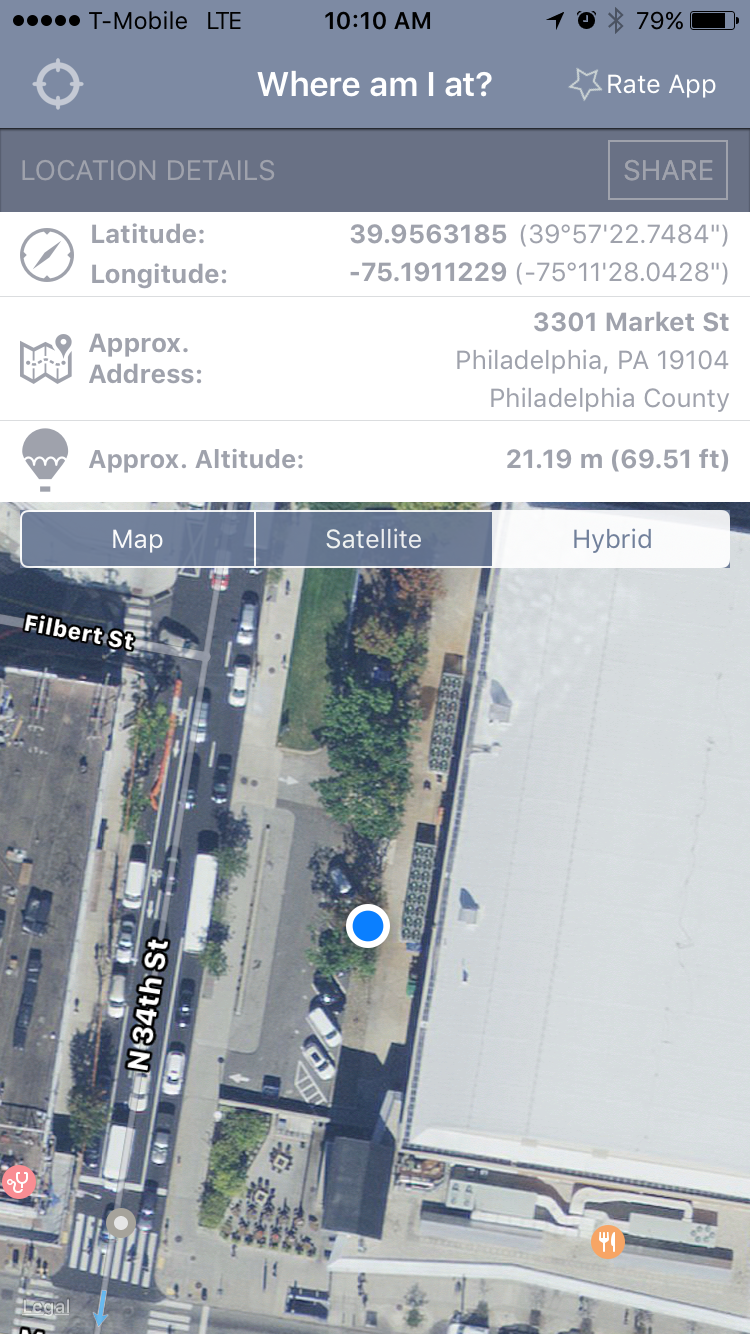 T-Mobile LTE 10:10 AM 79%
Where am I at? Rate App
LOCATION DETAILS SHARE
Latitude: 39.9563185 (39°57'22.7484")
Longitude: -75.1911229 (-75°11'28.0428")
Approx. Address:
3301 Market St
Philadelphia, PA 19104
Philadelphia County
Approx. Altitude: 21.19 m (69.51 ft)
Map Satellite Hybrid
Filbert St
N 34th St
Legal